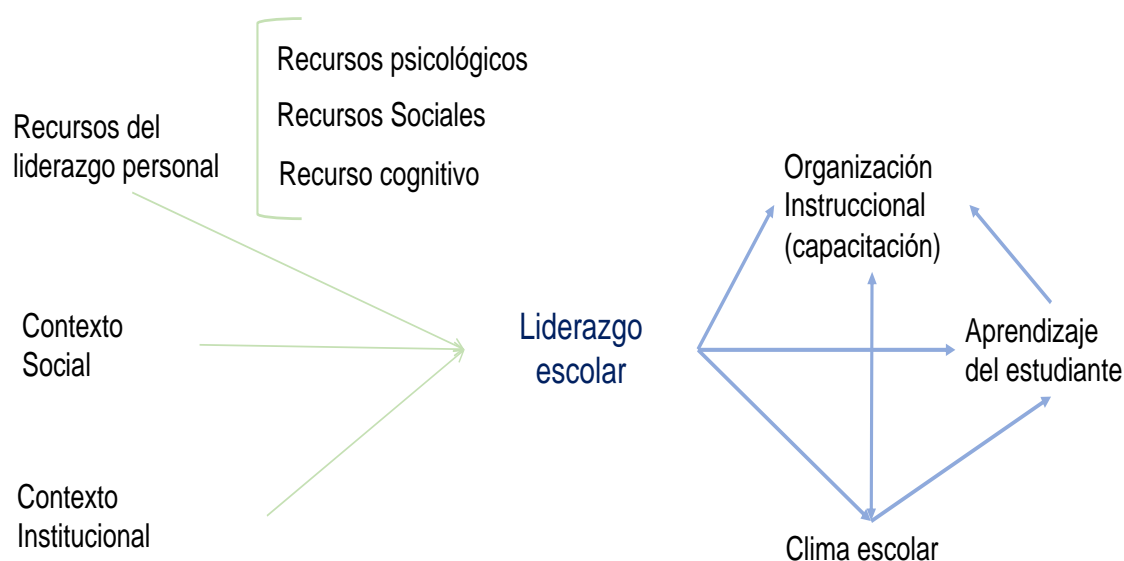 Recursos psicológicos
Recursos Sociales
Recurso cognitivo
Recursos del
liderazgo personal
Contexto
Social
Contexto
Institucional
Liderazgo
escolar
Organización
Instruccional
(capacitación)
Aprendizaje
del estudiante
Clima escolar